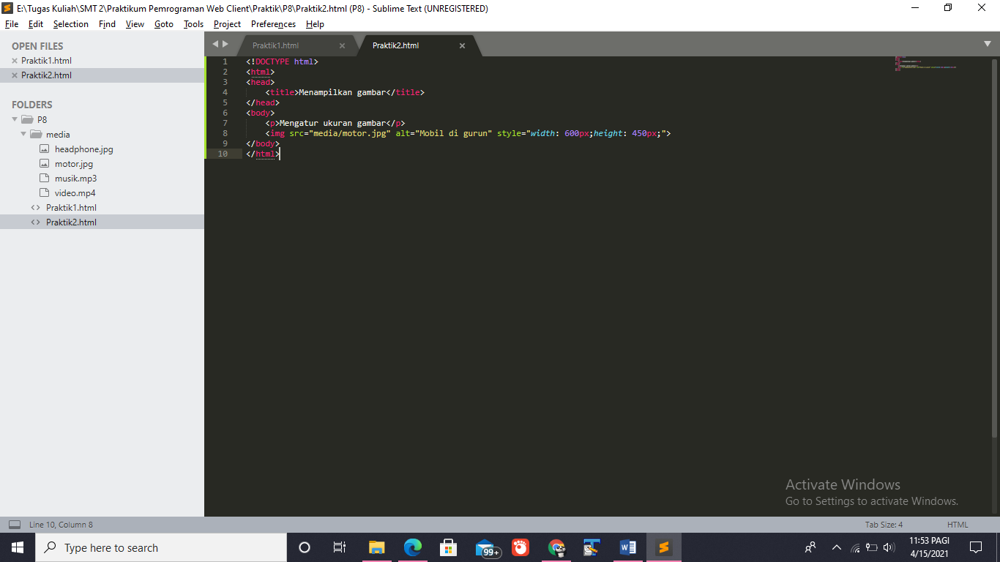 E:\Tugas Kuliah\SMT 2\Praktikum Pemrograman Web Client\Praktik\P8\Praktik2.html (P8) - Sublime Text (UNREGISTERED)
File Edit Selection Find View Goto Tools Project Preferences Help
OPEN FILES
Praktik1.html
Praktik2.html
FOLDERS
P8
media
headphone.jpg
motor.jpg
musik.mp3
video.mp4
Praktik1.html
Praktik2.html
Praktik1.html Praktik2.html
1 <!DOCTYPE html>
2 <html>
3 <head>
4 <title>Menampilkan gambar</title>
5 </head>
6 <body>
7 <p>Mengatur ukuran gambar</p>
8 <img src="media/motor.jpg" alt="Mobil di gurun" style="width: 600px;height: 450px;">
9 </body>
10 </html>
Activate Windows
Go to Settings to activate Windows.
Line 10, Column 8 Tab Size: 4 HTML
Type here to search
99+
11:53 PAGI
4/15/2021